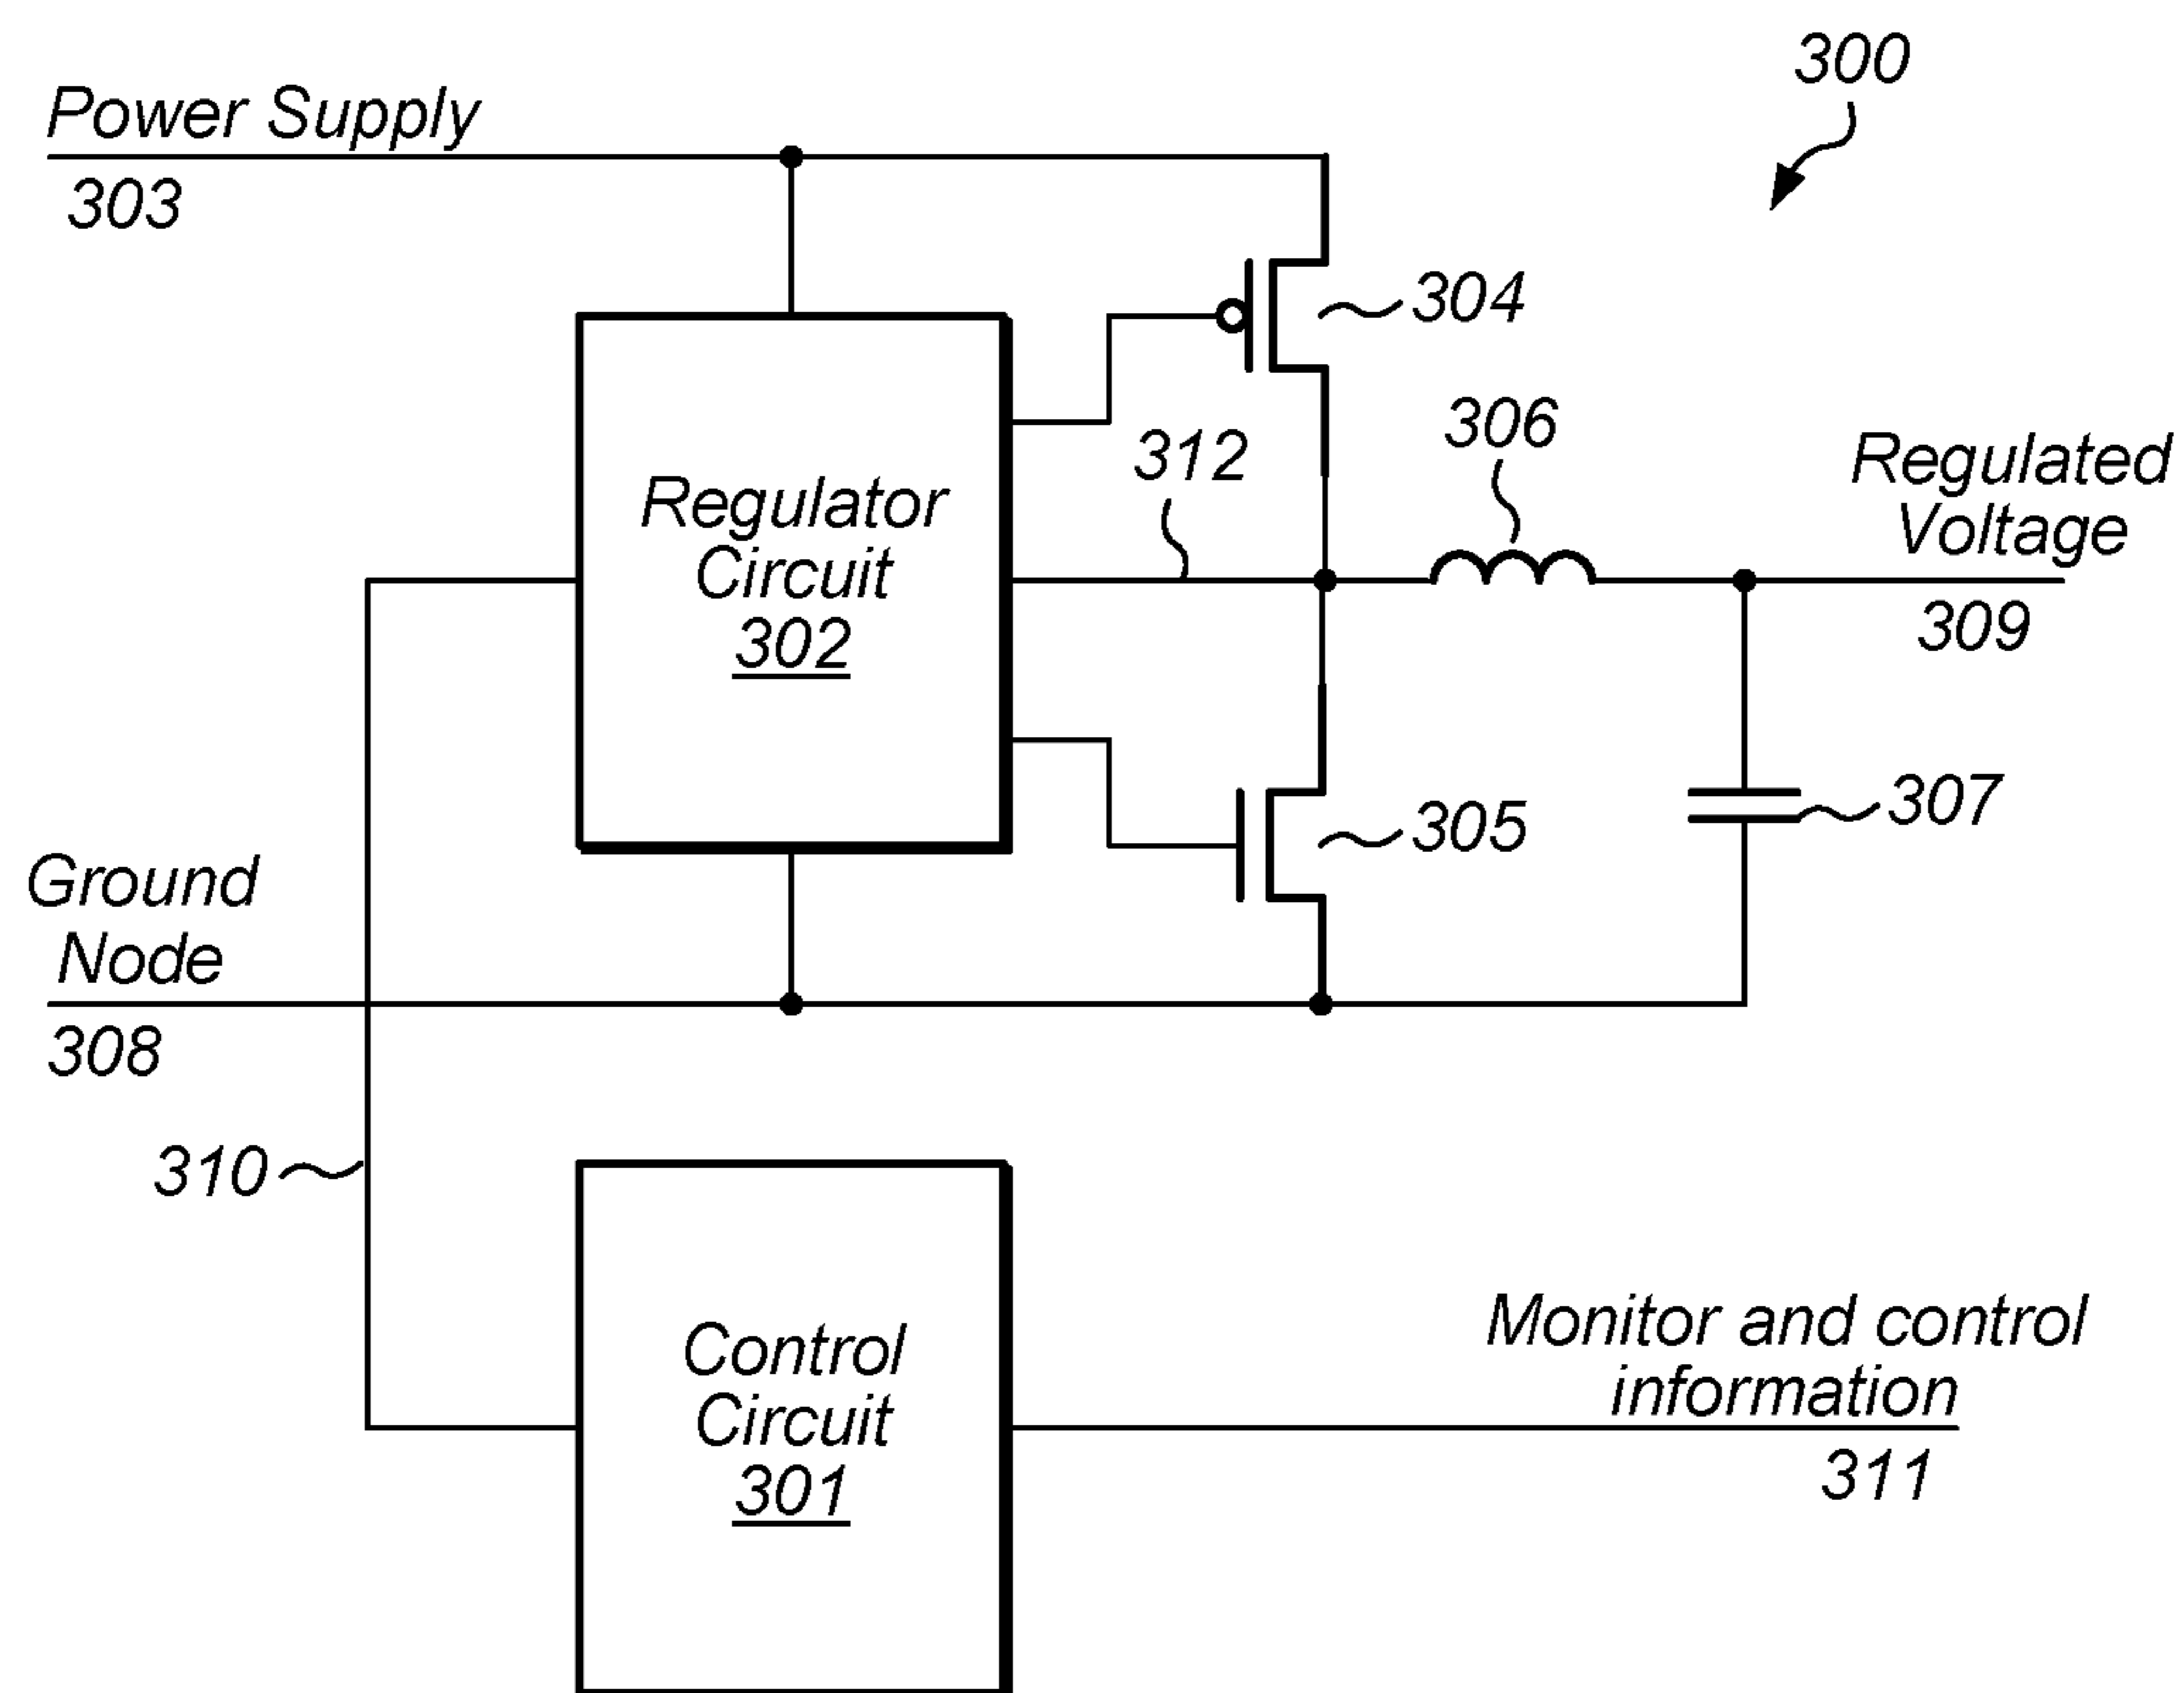 300
Power Supply
303
304
306
312
Regulated
Voltage
309
Regulator
Circuit
302
307
305
Ground
Node
308
310
Control
Circuit
301
Monitor and control
information
311